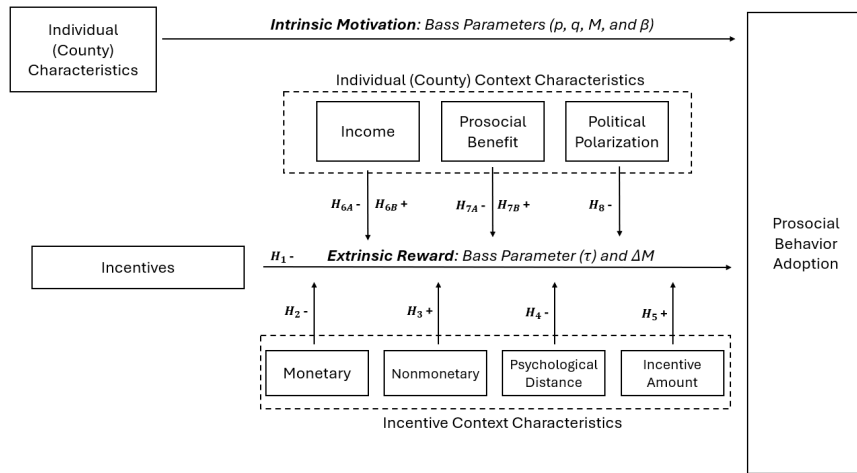 Individual
(County)
Characteristics
Intrinsic Motivation: Bass Parameters (p, q, M, and β)
Individual (County) Context Characteristics
Income
Prosocial
Benefit
Political
Polarization
H6A - H6B + H7A - H7B + H8 -
Prosocial
Behavior
Adoption
Incentives
H1 - Extrinsic Reward: Bass Parameter (τ) and ΔM
H2 - H3 + H4 - H5 +
Monetary
Nonmonetary
Psychological
Distance
Incentive
Amount
Incentive Context Characteristics